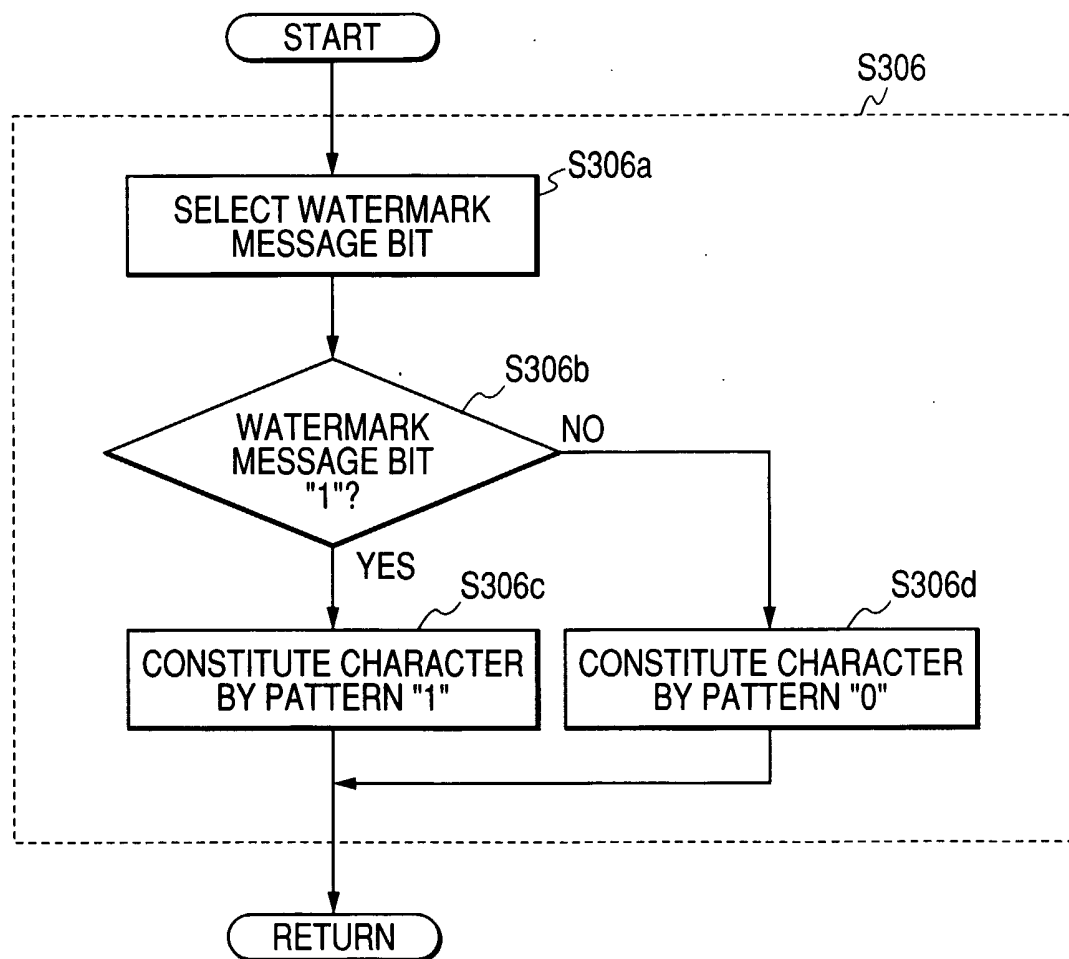 START
S306
S306a
SELECT WATERMARK
MESSAGE BIT
S306b
WATERMARK
MESSAGE BIT
"1"?
NO
YES
S306c
CONSTITUTE CHARACTER
BY PATTERN "1"
S306d
CONSTITUTE CHARACTER
BY PATTERN "0"
RETURN